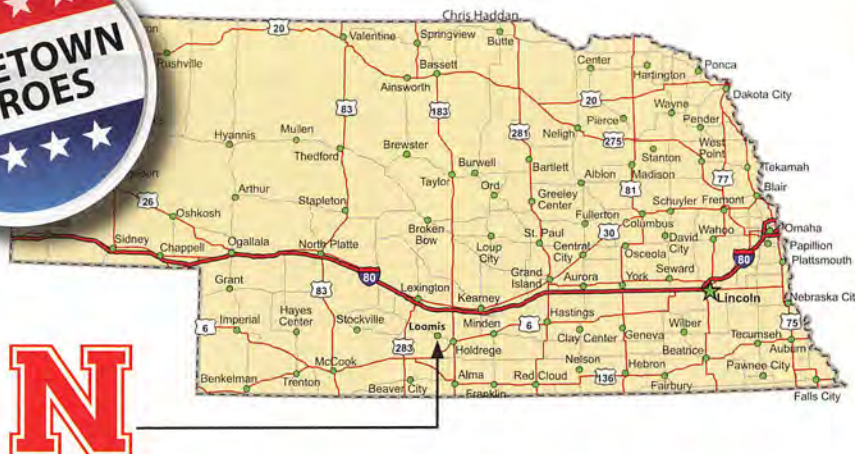 Chris Haddan
ETOWN
ROES
20
Valentine
Springview
Butte
Rushville
Bassett
Center
Hartington
Ponca
Dakota City
Ainsworth
83
183
20
Wayne
Pierce
Pender
281
Neligh
275
Hyannis
Mullen
Thedford
Brewster
Bartlett
Stanton
West
Point
Burwell
Albion
Madison
77
Tekamah
Taylor
Ord
Blair
26
Arthur
Stapleton
Greeley
Center
81
Schuyler
Fremont
Oshkosh
Fullerton
Columbus
Broken
Bow
Loup
City
St. Paul
Central
City
30
David
City
Wahoo
Omaha
Papillion
Plattsmouth
Sidney
Chappell
Ogallala
North Platte
Osceola
80
Grand
Island
Aurora
York
Seward
Lincoln
Grant
83
80
Lexington
Kearney
Nebraska Cit
Hastings
Imperial
6
Hayes
Center
Stockville
Loomis
Minden
6
Clay Center
Geneva
Wilber
75
283
Holdrege
Tecumseh
Auburn
McCook
Beatrice
Nelson
Hebron
Pawnee City
Benkelman
Trenton
Beaver City
Alma
Franklin
Red Cloud
136
Fairbury
Falls City
N